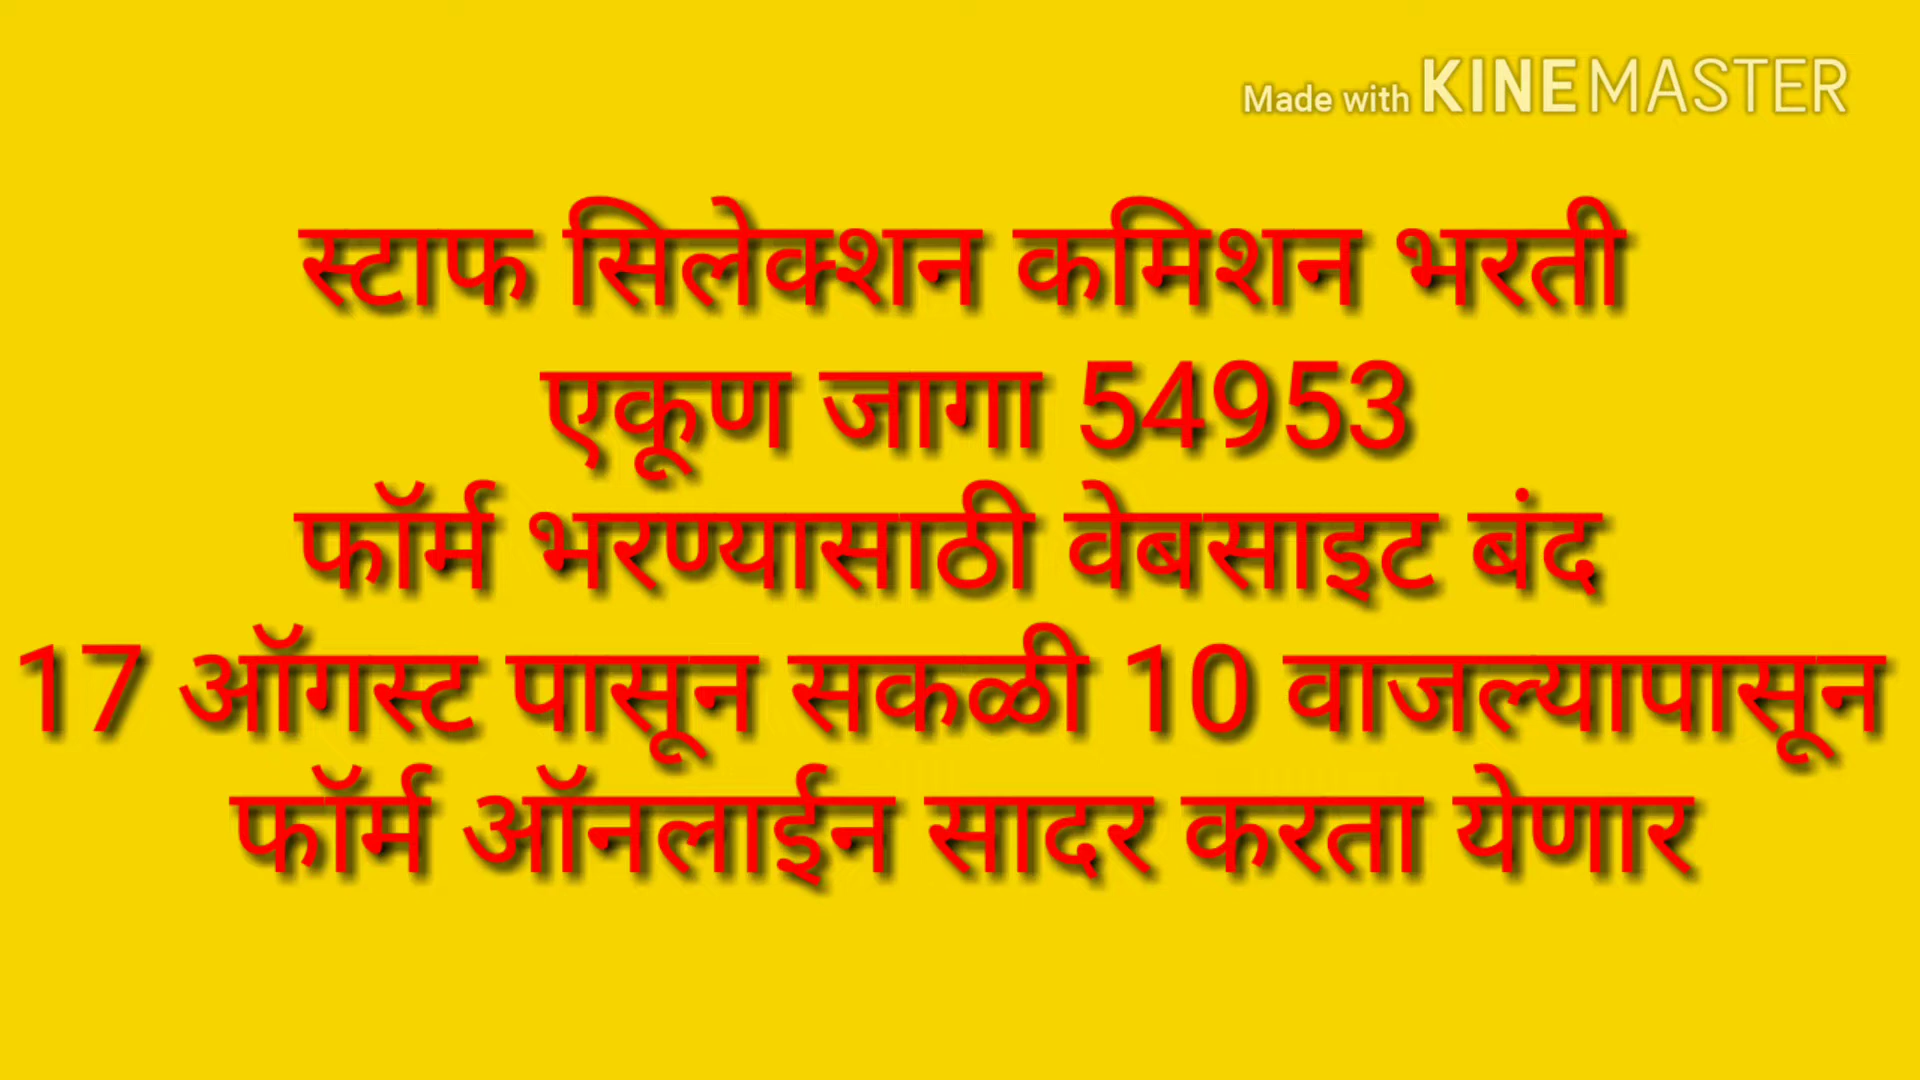 Made with KINEMASTER
स्टाफ सिलेक्शन कमिशन भरती
एकूण जागा 54953
फॉर्म भरण्यासाठी वेबसाइट बंद
17 ऑगस्ट पासून सकळी 10 वाजल्यापासून
फॉर्म ऑनलाईन सादर करता येणार